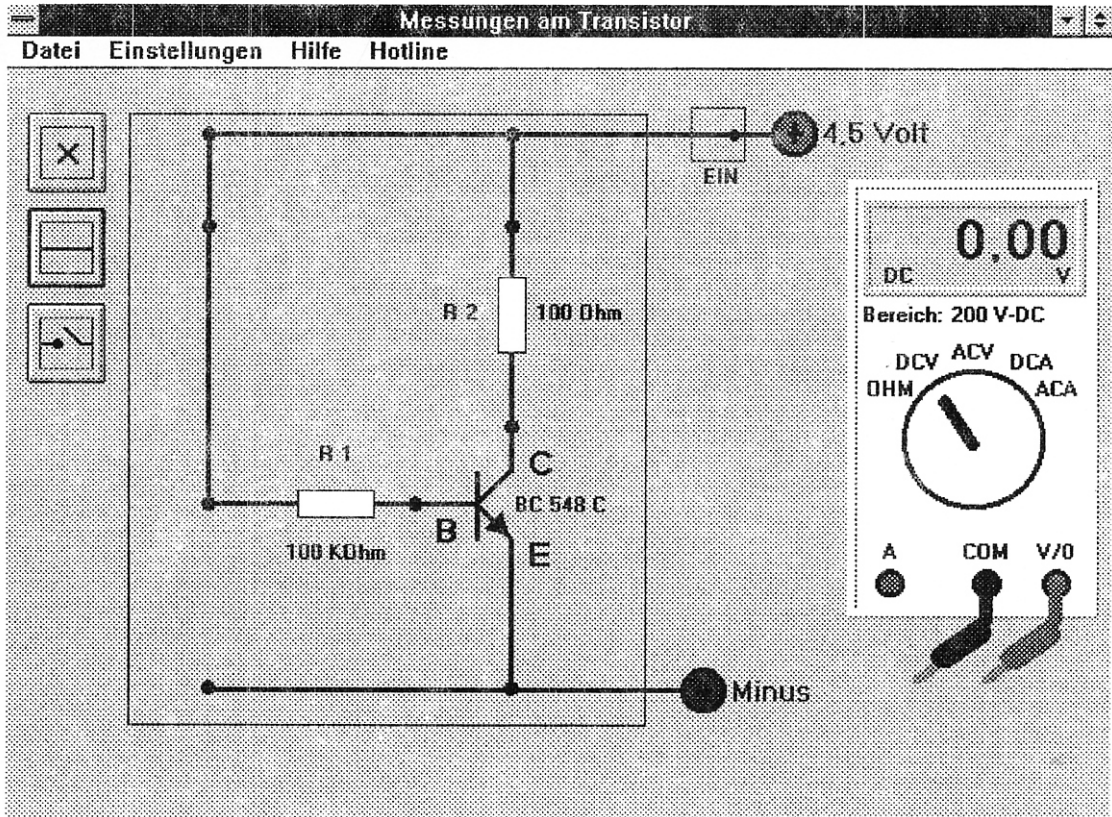 Messungen am Transistor
Datei Einstellungen Hilfe Hotline
4,5 Volt
EIN
0.00
DC V
Bereich: 200 V-DC
R 2 100 Ohm
OHM DCV ACV DCA ACA
R 1
C
BC 548 C
B
E
100 KOhm
A COM V/O
Minus